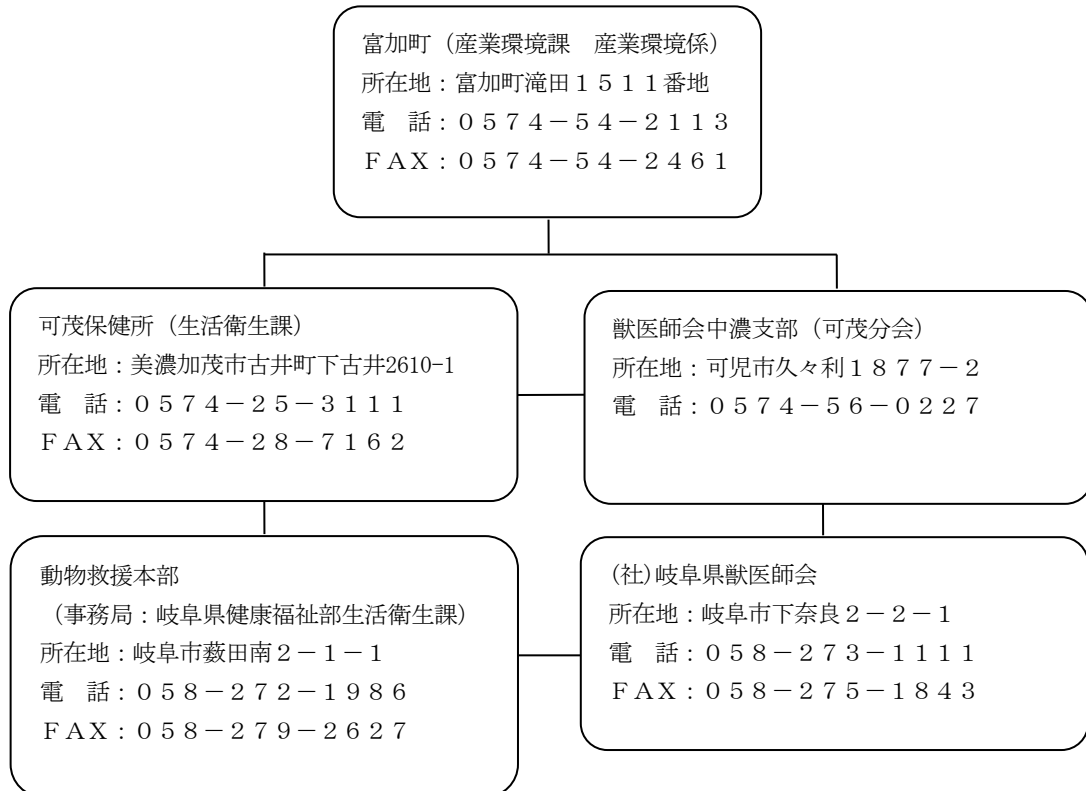 富加町（産業環境課　産業環境係）
所在地：富加町滝田１５１１番地
電　話：０５７４－５４－２１１３
ＦＡＸ：０５７４－５４－２４６１
可茂保健所（生活衛生課）
所在地：美濃加茂市古井町下古井2610-1
電　話：０５７４－２５－３１１１
ＦＡＸ：０５７４－２８－７１６２
獣医師会中濃支部（可茂分会）
所在地：可児市久々利１８７７－２
電　話：０５７４－５６－０２２７
動物救援本部
（事務局：岐阜県健康福祉部生活衛生課）
所在地：岐阜市薮田南２－１－１
電　話：０５８－２７２－１９８６
ＦＡＸ：０５８－２７９－２６２７
(社)岐阜県獣医師会
所在地：岐阜市下奈良２－２－１
電　話：０５８－２７３－１１１１
ＦＡＸ：０５８－２７５－１８４３